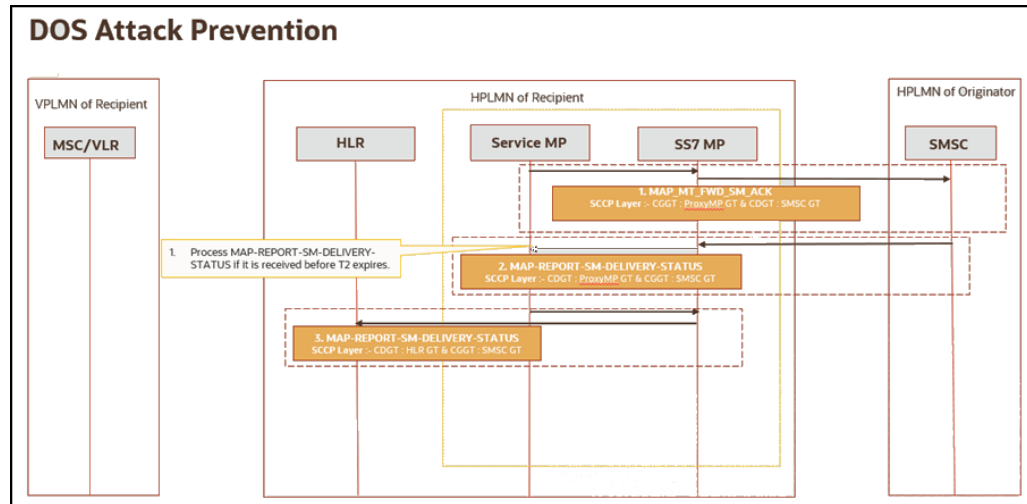 DOS Attack Prevention
VPLMN of Recipient
HPLMN of Recipient
HPLMN of Originator
MSC/VLR
HLR
Service MP
SS7 MP
SMSC
1. MAP_MT_FWD_SM_ACK
SCCP Layer :- CGGT : ProxyMP GT & CDGT : SMSC GT
1. Process MAP-REPORT-SM-DELIVERY-
STATUS if it is received before T2 expires.
2. MAP-REPORT-SM-DELIVERY-STATUS
SCCP Layer :- CDGT : ProxyMP GT & CGGT : SMSC GT
3. MAP-REPORT-SM-DELIVERY-STATUS
SCCP Layer :- CDGT : HLR GT & CGGT : SMSC GT